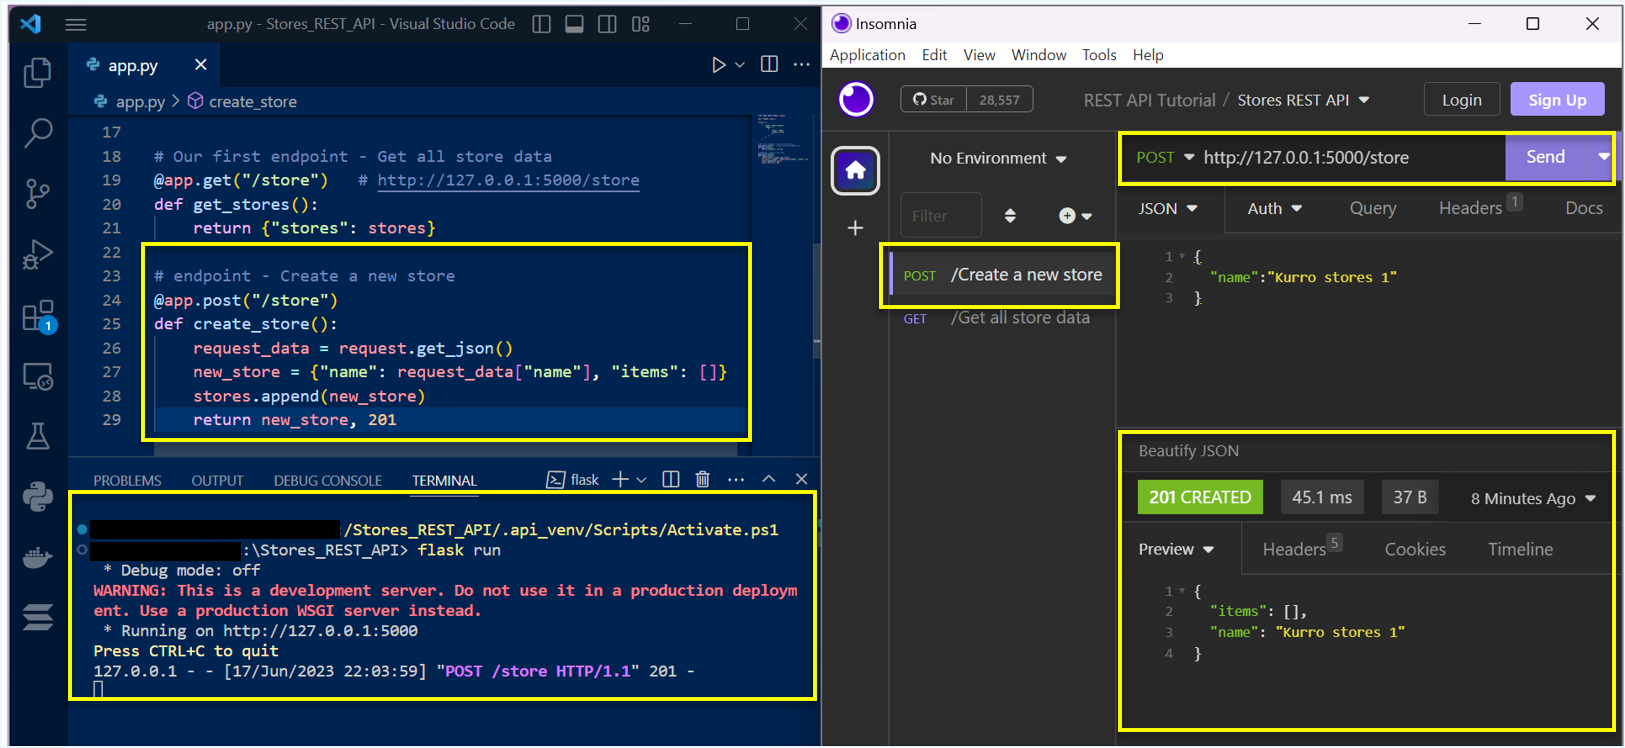 app.py - Stores_REST_API - Visual Studio Code
app.py
app.py > create_store
17
18 # Our first endpoint - Get all store data
19 @app.get("/store")   # http://127.0.0.1:5000/store
20 def get_stores():
21     return {"stores": stores}
22
23 # endpoint - Create a new store
24 @app.post("/store")
25 def create_store():
26     request_data = request.get_json()
27     new_store = {"name": request_data["name"], "items": []}
28     stores.append(new_store)
29     return new_store, 201
1
PROBLEMS OUTPUT DEBUG CONSOLE TERMINAL flask
:/Stores_REST_API/.api_venv/Scripts/Activate.ps1
:\Stores_REST_API> flask run
* Debug mode: off
WARNING: This is a development server. Do not use it in a production deploym
ent. Use a production WSGI server instead.
* Running on http://127.0.0.1:5000
Press CTRL+C to quit
127.0.0.1 - - [17/Jun/2023 22:03:59] "POST /store HTTP/1.1" 201 -
Insomnia
Application Edit View Window Tools Help
Star 28,557 REST API Tutorial / Stores REST API Login Sign Up
No Environment
Filter
POST /Create a new store
GET /Get all store data
POST http://127.0.0.1:5000/store Send
JSON Auth Query Headers 1 Docs
1 {
2 "name":"Kurro stores 1"
3 }
Beautify JSON
201 CREATED 45.1 ms 37 B 8 Minutes Ago
Preview Headers 5 Cookies Timeline
1 {
2 "items": [],
3 "name": "Kurro stores 1"
4 }